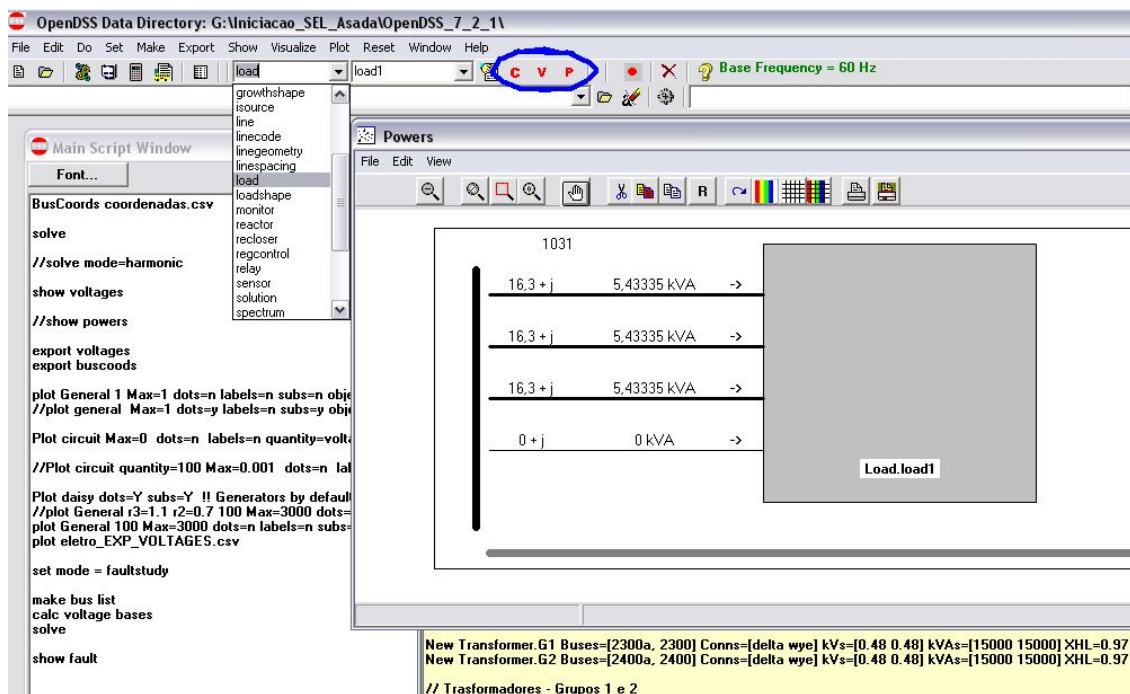 OpenDSS Data Directory: G:\Iniciacao_SEL_Asada\OpenDSS_7_2_1\
File Edit Do Set Make Export Show Visualize Plot Reset Window Help
load load1 C V P Base Frequency = 60 Hz
growthshape
isource
line
linecode
linegeometry
linespacing
load
loadshape
monitor
reactor
recloser
regcontrol
relay
sensor
solution
spectrum
Main Script Window
Font...
BusCoords coordenadas.csv
solve
//solve mode=harmonic
show voltages
//show powers
export voltages
export buscoods
plot General 1 Max=1 dots=n labels=n subs=n obje
//plot general Max=1 dots=y labels=n subs=y obje
Plot circuit Max=0 dots=n labels=n quantity=volta
//Plot circuit quantity=100 Max=0.001 dots=n lal
Plot daisy dots=Y subs=Y !! Generators by default
//plot General r3=1.1 r2=0.7 100 Max=3000 dots=
plot General 100 Max=3000 dots=n labels=n subs=
plot eletro_EXP_VOLTAGES.csv
set mode = faultstudy
make bus list
calc voltage bases
solve
show fault
Powers
File Edit View
R
1031
16,3 + j 5,43335 kVA ->
16,3 + j 5,43335 kVA ->
16,3 + j 5,43335 kVA ->
0 + j 0 kVA ->
Load.load1
New Transformer.G1 Buses=[2300a, 2300] Conns=[delta wye] kVs=[0.48 0.48] kVAs=[15000 15000] XHL=0.97
New Transformer.G2 Buses=[2400a, 2400] Conns=[delta wye] kVs=[0.48 0.48] kVAs=[15000 15000] XHL=0.97
// Trasformadores - Grupos 1 e 2